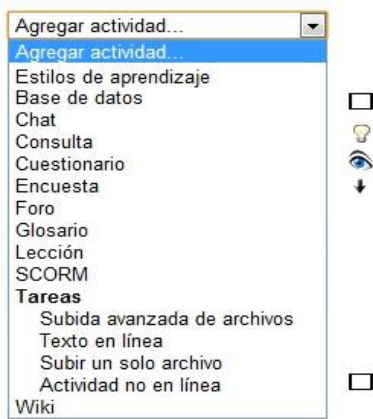 Agregar actividad...
Agregar actividad...
Estilos de aprendizaje
Base de datos
Chat
Consulta
Cuestionario
Encuesta
Foro
Glosario
Lección
SCORM
Tareas
Subida avanzada de archivos
Texto en línea
Subir un solo archivo
Actividad no en línea
Wiki